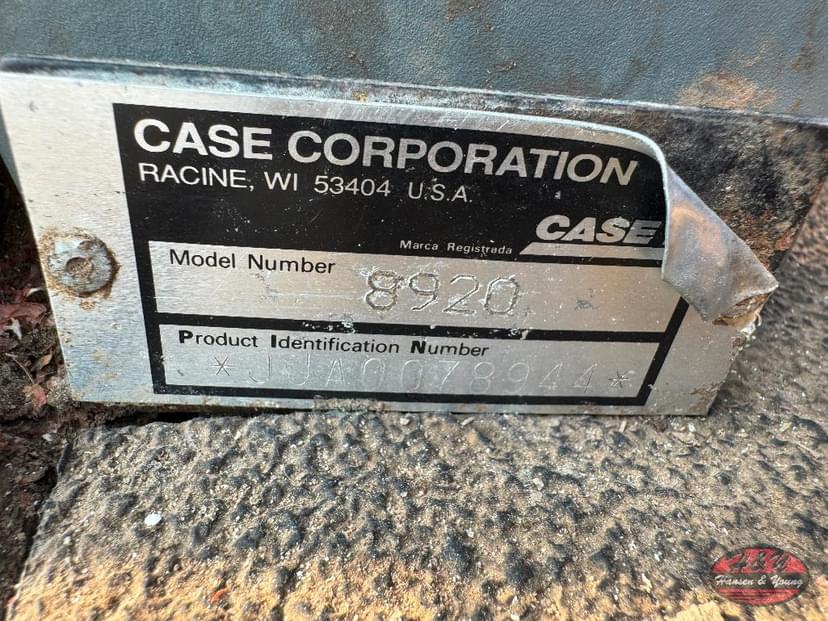 CASE CORPORATION
RACINE, WI 53404 U.S.A.
Marca Registrada
CASE
Model Number
8920
Product Identification Number
*JJA0078944*
Hansen & Young